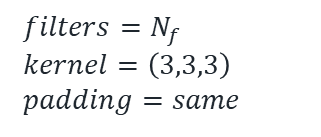 filters = N_f
kernel = (3,3,3)
padding = same